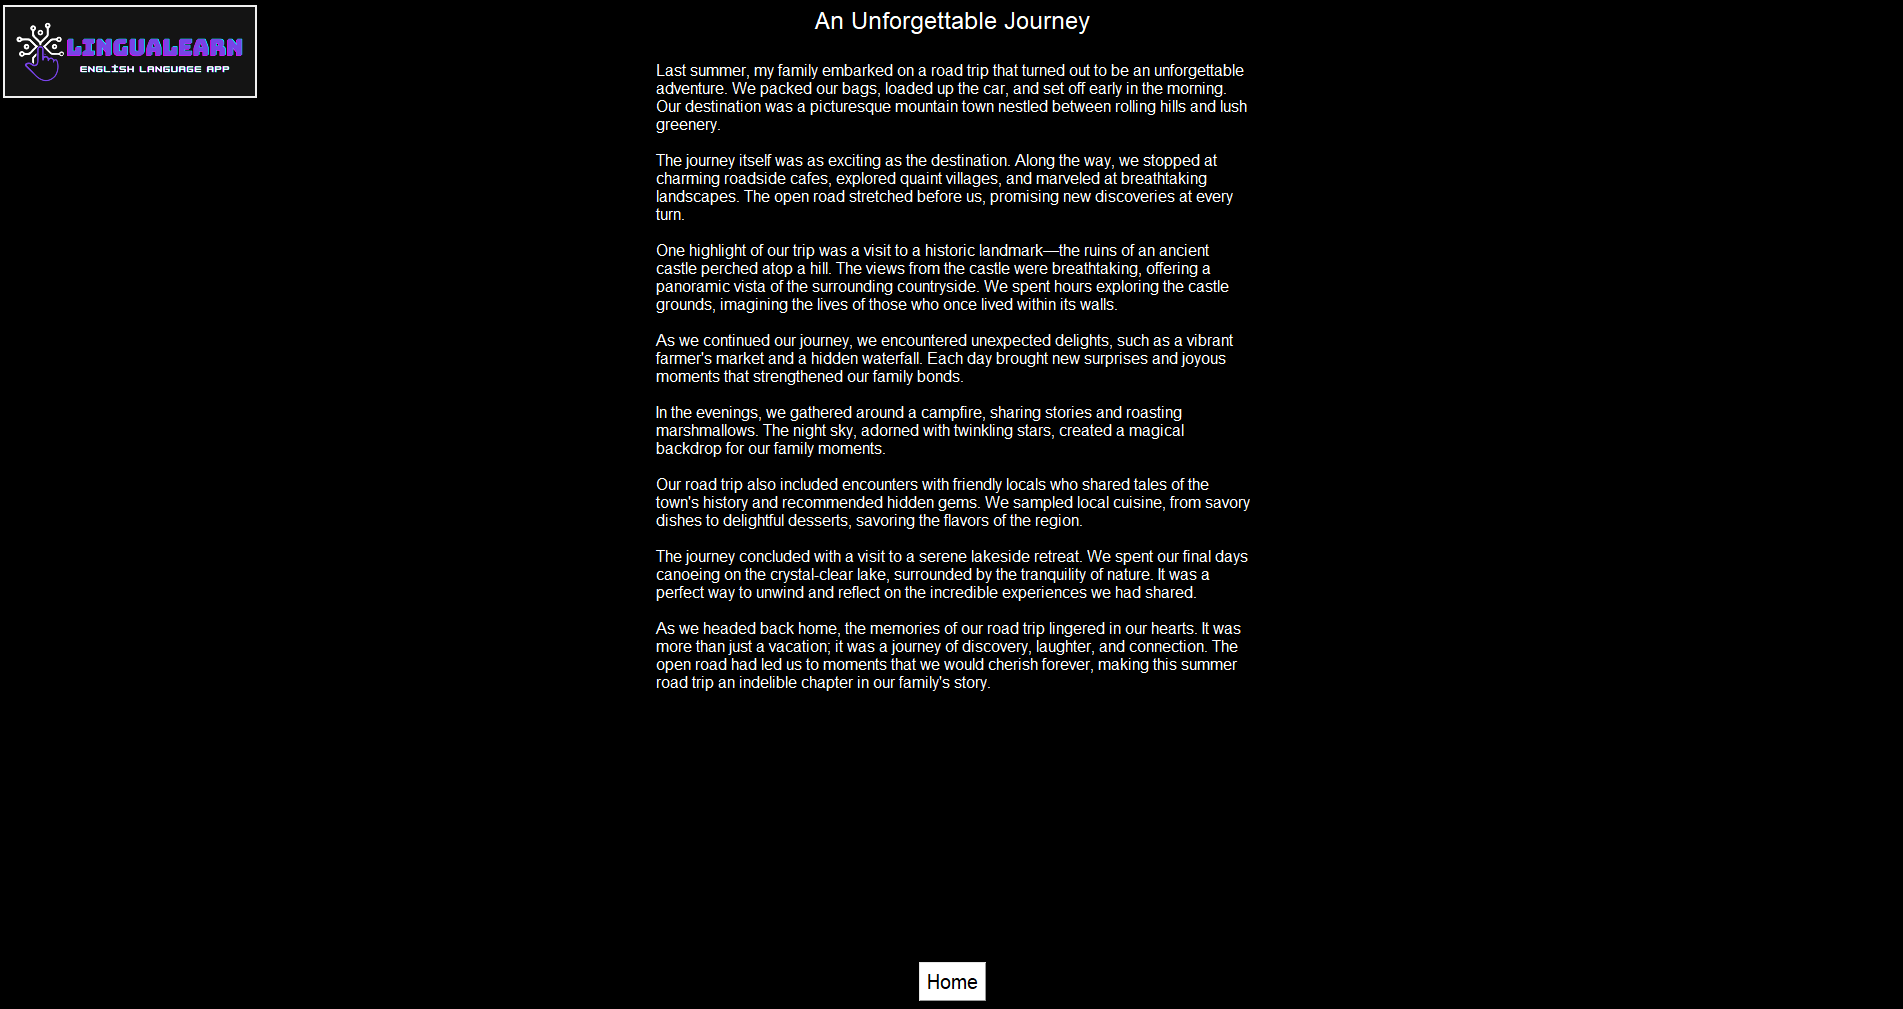 LINGUALEARN
ENGLISH LANGUAGE APP
An Unforgettable Journey
Last summer, my family embarked on a road trip that turned out to be an unforgettable
adventure. We packed our bags, loaded up the car, and set off early in the morning.
Our destination was a picturesque mountain town nestled between rolling hills and lush
greenery.
The journey itself was as exciting as the destination. Along the way, we stopped at
charming roadside cafes, explored quaint villages, and marveled at breathtaking
landscapes. The open road stretched before us, promising new discoveries at every
turn.
One highlight of our trip was a visit to a historic landmark—the ruins of an ancient
castle perched atop a hill. The views from the castle were breathtaking, offering a
panoramic vista of the surrounding countryside. We spent hours exploring the castle
grounds, imagining the lives of those who once lived within its walls.
As we continued our journey, we encountered unexpected delights, such as a vibrant
farmer's market and a hidden waterfall. Each day brought new surprises and joyous
moments that strengthened our family bonds.
In the evenings, we gathered around a campfire, sharing stories and roasting
marshmallows. The night sky, adorned with twinkling stars, created a magical
backdrop for our family moments.
Our road trip also included encounters with friendly locals who shared tales of the
town's history and recommended hidden gems. We sampled local cuisine, from savory
dishes to delightful desserts, savoring the flavors of the region.
The journey concluded with a visit to a serene lakeside retreat. We spent our final days
canoeing on the crystal-clear lake, surrounded by the tranquility of nature. It was a
perfect way to unwind and reflect on the incredible experiences we had shared.
As we headed back home, the memories of our road trip lingered in our hearts. It was
more than just a vacation; it was a journey of discovery, laughter, and connection. The
open road had led us to moments that we would cherish forever, making this summer
road trip an indelible chapter in our family's story.
Home